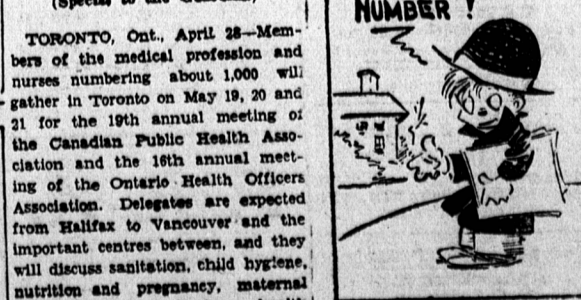 (Special to the
TORONTO, Ont., April 28—Mem-
bers of the medical profession and
nurses numbering about 1,000 will
gather in Toronto on May 19, 20 and
21 for the 19th annual meeting of
the Canadian Public Health Asso-
ciation and the 16th annual meet-
ing of the Ontario Health Officers
Association. Delegates are expected
from Halifax to Vancouver and the
important centres between, and they
will discuss sanitation, child hygiene,
nutrition and pregnancy, maternal
NUMBER!